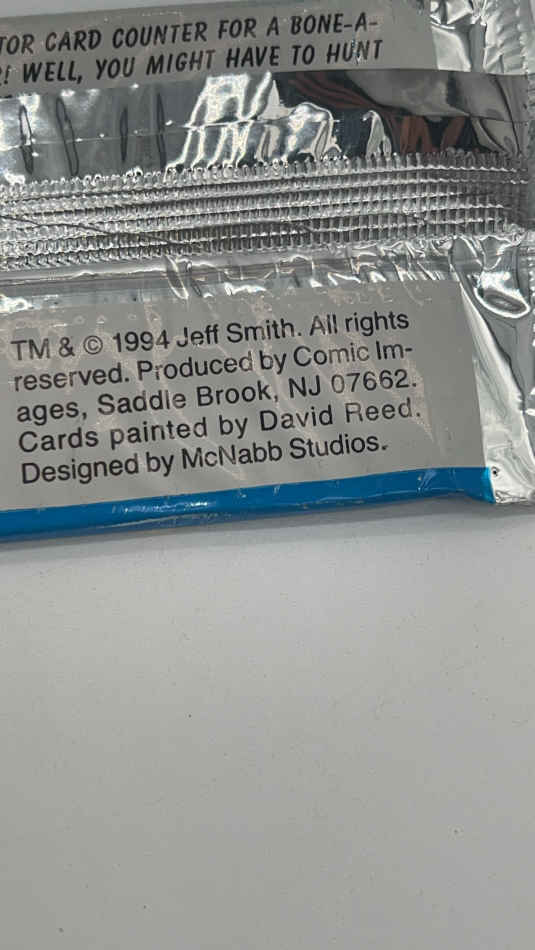 TOR CARD COUNTER FOR A BONE-A-
! WELL, YOU MIGHT HAVE TO HUNT
TM & © 1994 Jeff Smith. All rights
reserved. Produced by Comic Im-
ages, Saddle Brook, NJ 07662.
Cards painted by David Reed.
Designed by McNabb Studios.